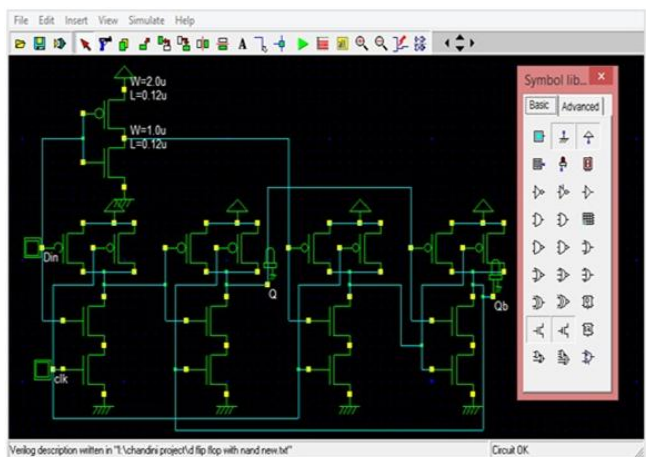 File Edit Insert View Simulate Help
A
W=2.0u
L=0.12u
W=1.0u
L=0.12u
Symbol lib... x
Basic Advanced
Din
Q
Qb
clk
Verilog description written in "I:\chandini project\d flip flop with nand new.txt"
Circuit OK